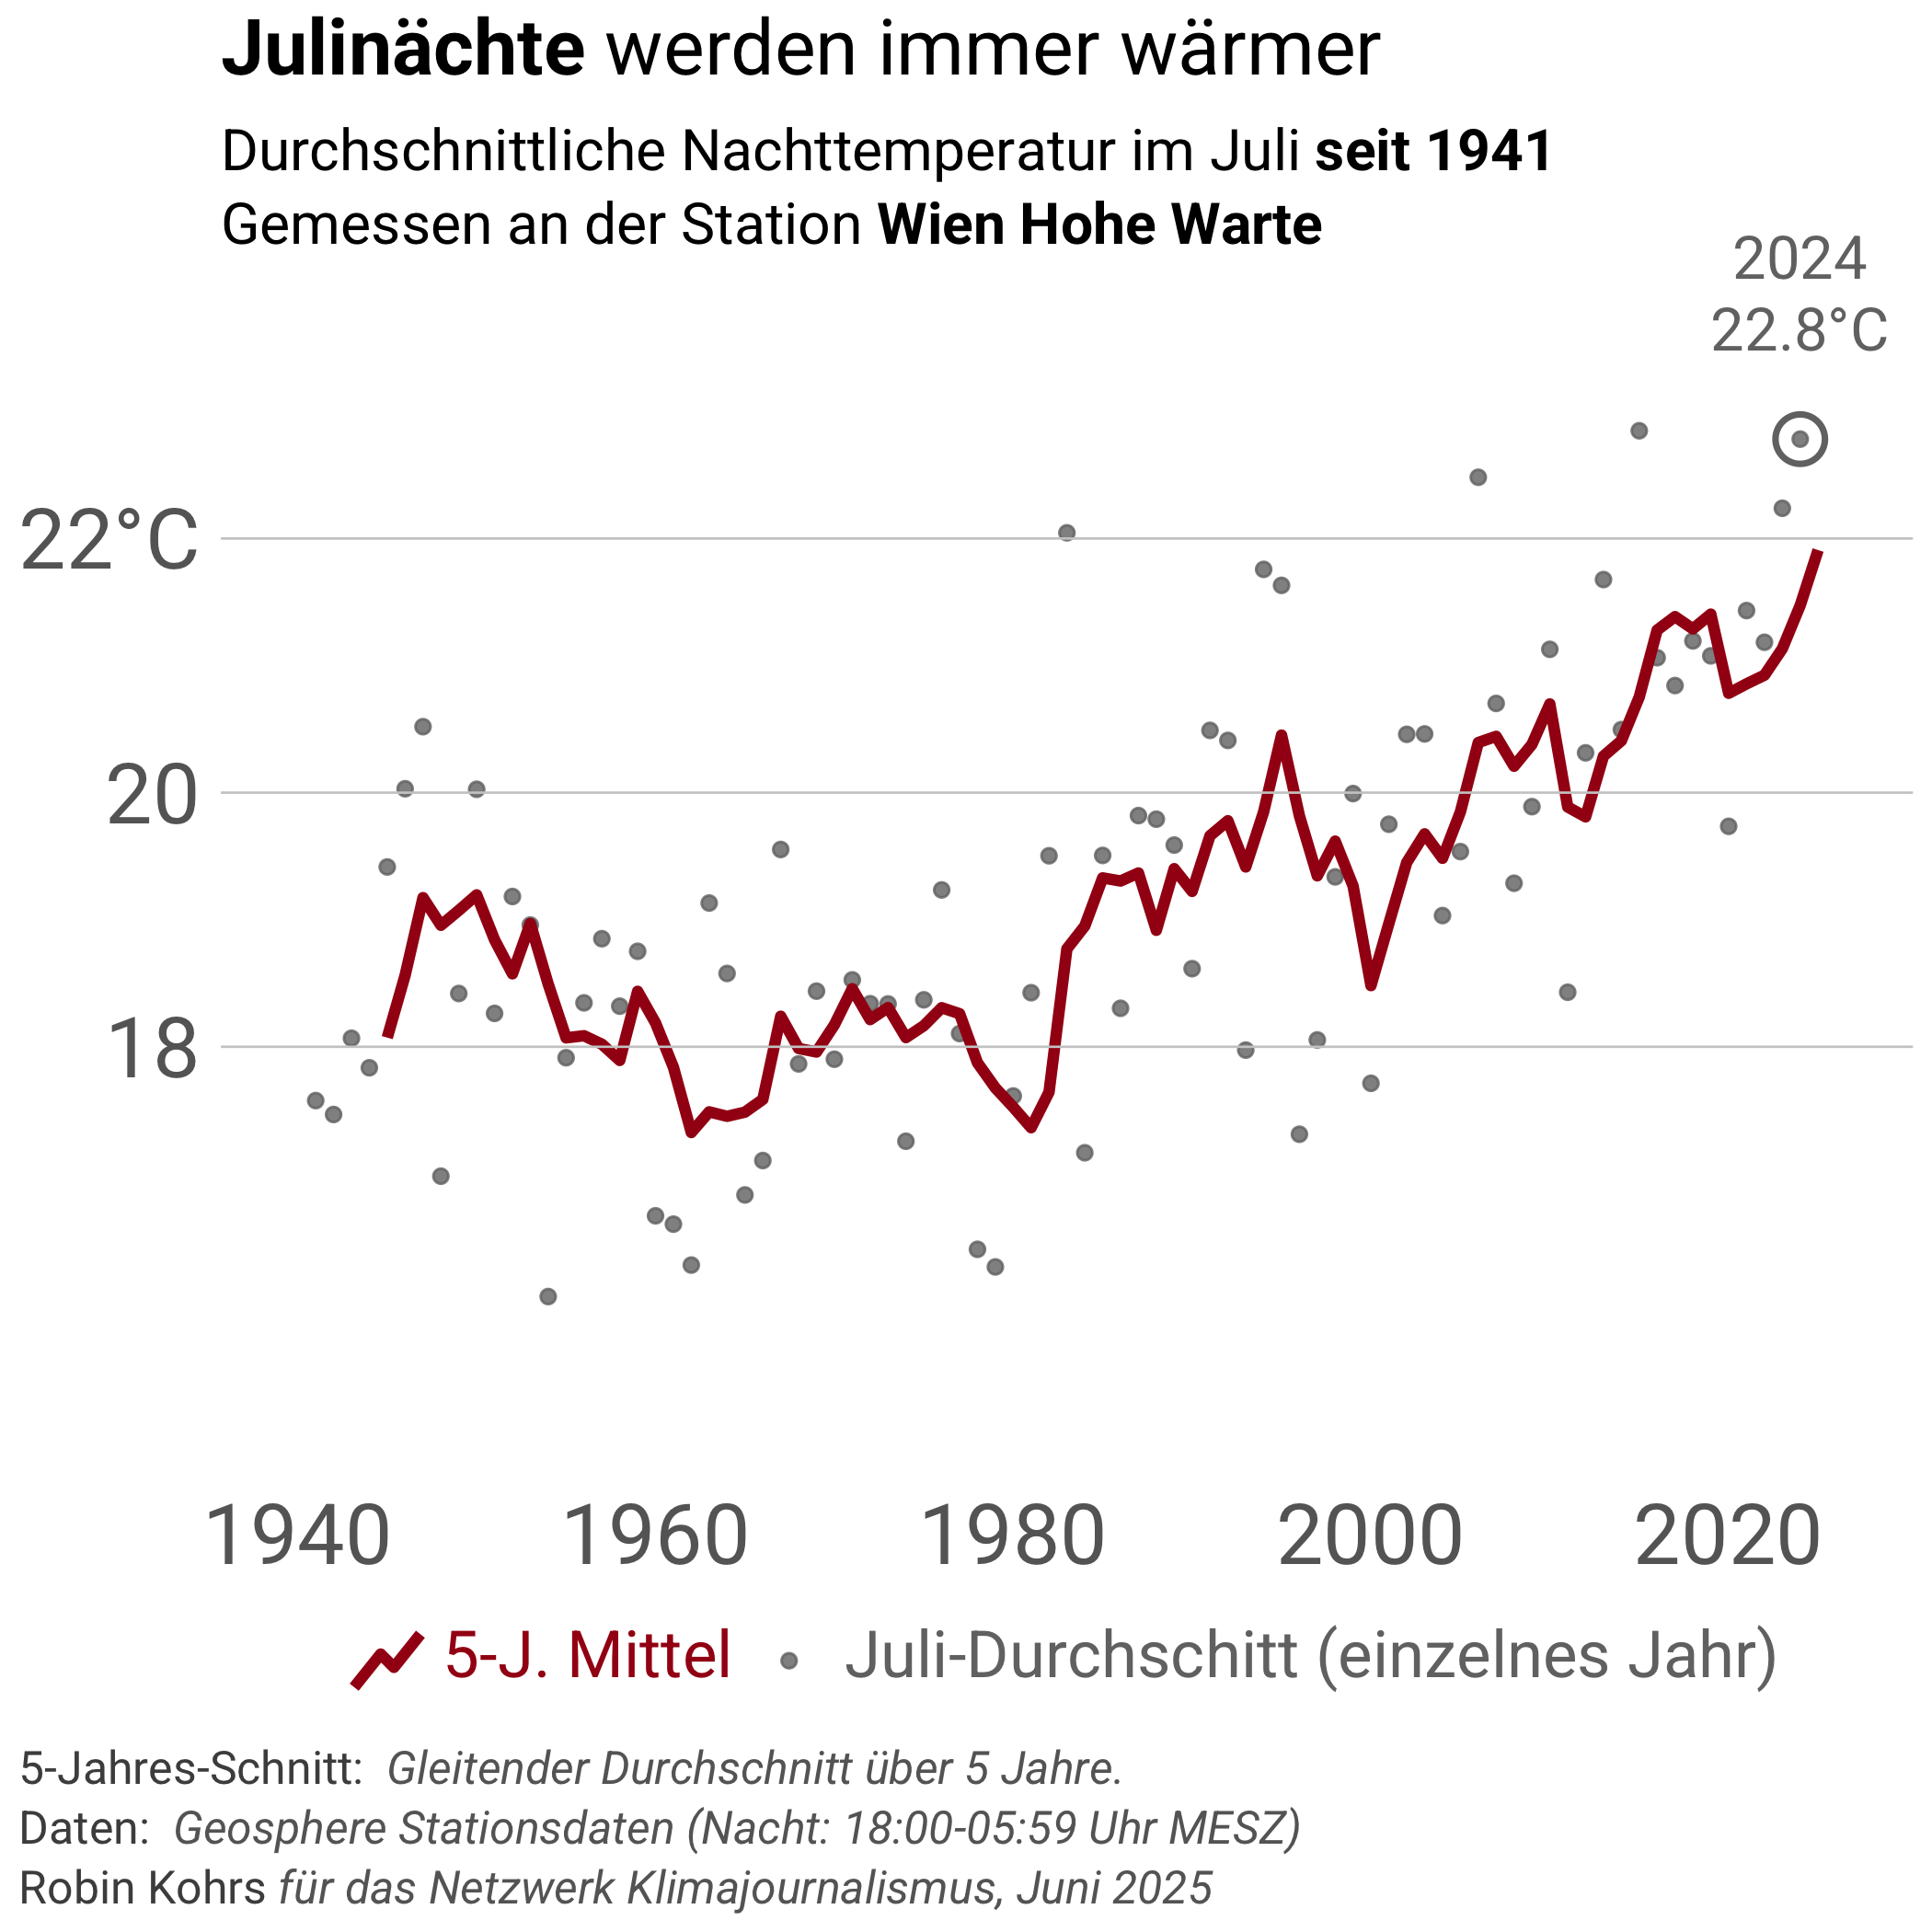 Julinächte werden immer wärmer
Durchschnittliche Nachttemperatur im Juli seit 1941
Gemessen an der Station Wien Hohe Warte
2024
22.8°C
22°C
20
18
1940 1960 1980 2000 2020
5-J. Mittel Juli-Durchschitt (einzelnes Jahr)
5-Jahres-Schnitt: Gleitender Durchschnitt über 5 Jahre.
Daten: Geosphere Stationsdaten (Nacht: 18:00-05:59 Uhr MESZ)
Robin Kohrs für das Netzwerk Klimajournalismus, Juni 2025